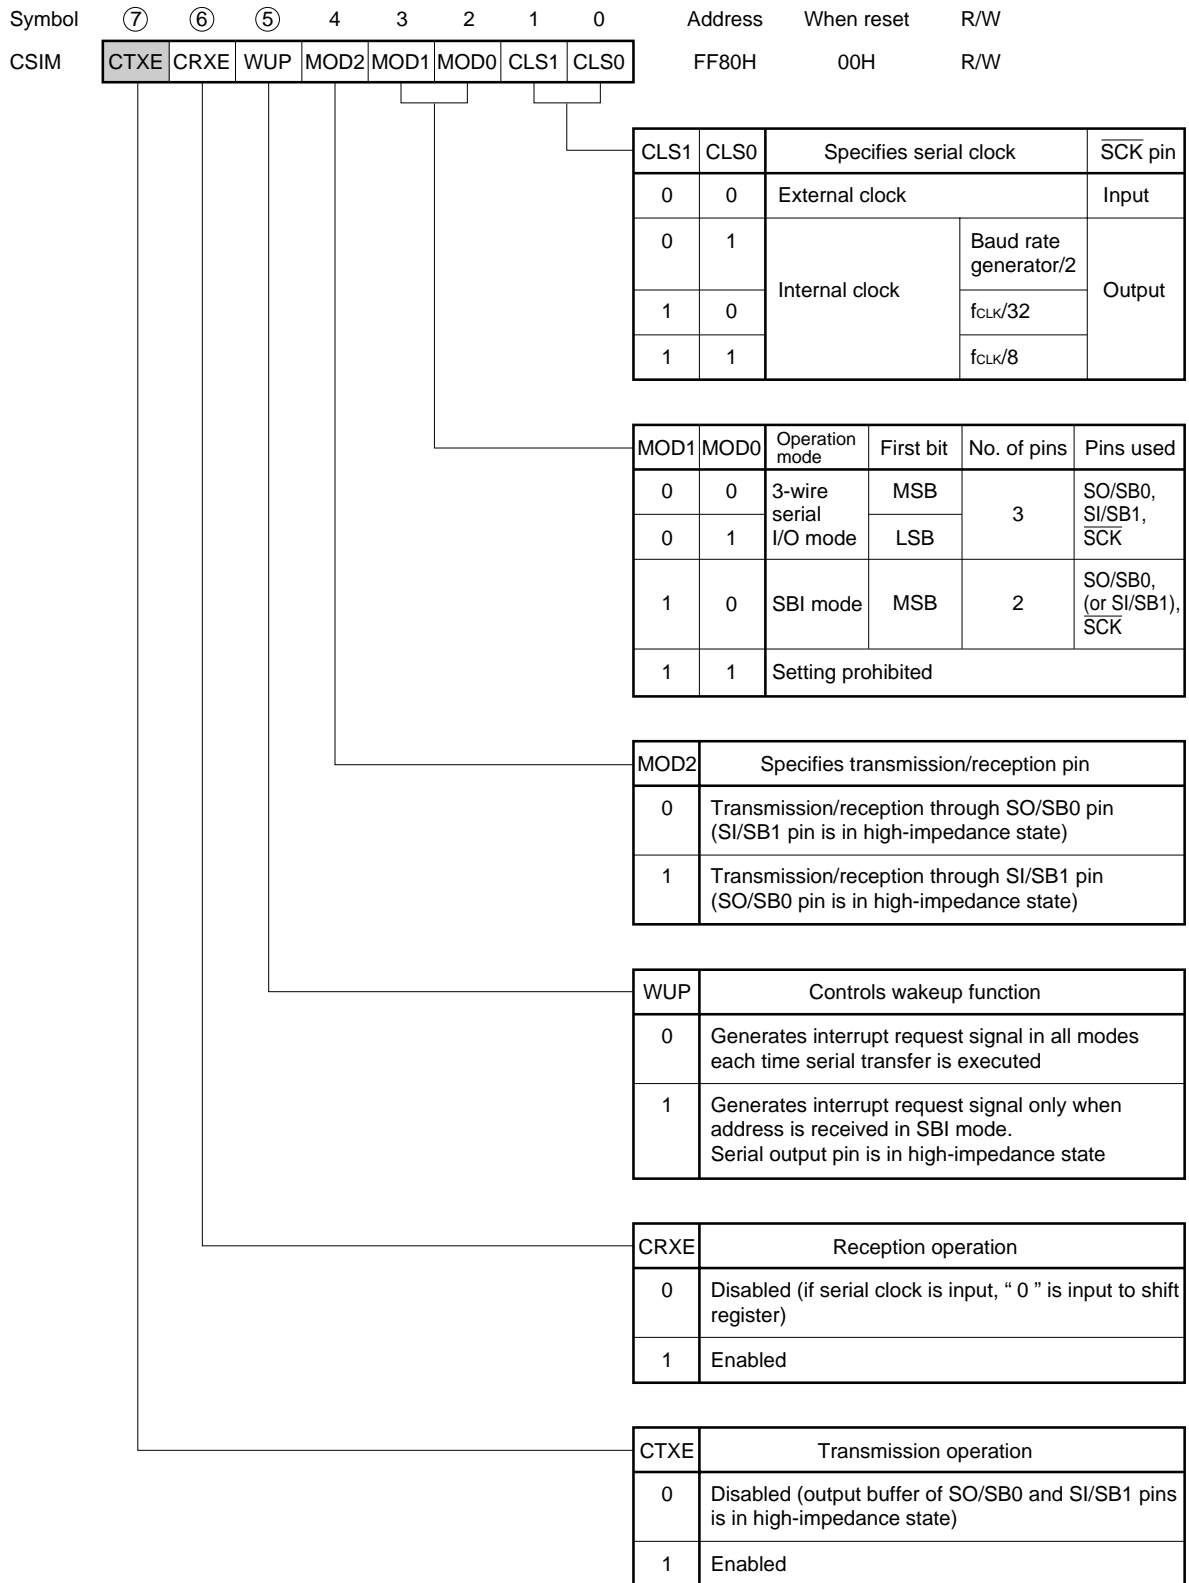 Symbol ⑦ ⑥ ⑤ 4 3 2 1 0 Address When reset R/W
CSIM CTXE CRXE WUP MOD2 MOD1 MOD0 CLS1 CLS0 FF80H 00H R/W
CLS1 CLS0 Specifies serial clock S̅C̅K̅ pin
0 0 External clock Input
0 1 Internal clock Baud rate
generator/2 Output
1 0 fCLK/32
1 1 fCLK/8
MOD1 MOD0 Operation
mode First bit No. of pins Pins used
0 0 3-wire MSB 3 SO/SB0,
serial SI/SB1,
0 1 I/O mode LSB S̅C̅K̅
1 0 SBI mode MSB 2 SO/SB0,
(or SI/SB1),
S̅C̅K̅
1 1 Setting prohibited
MOD2 Specifies transmission/reception pin
0 Transmission/reception through SO/SB0 pin
(SI/SB1 pin is in high-impedance state)
1 Transmission/reception through SI/SB1 pin
(SO/SB0 pin is in high-impedance state)
WUP Controls wakeup function
0 Generates interrupt request signal in all modes
each time serial transfer is executed
1 Generates interrupt request signal only when
address is received in SBI mode.
Serial output pin is in high-impedance state
CRXE Reception operation
0 Disabled (if serial clock is input, “ 0 ” is input to shift
register)
1 Enabled
CTXE Transmission operation
0 Disabled (output buffer of SO/SB0 and SI/SB1 pins
is in high-impedance state)
1 Enabled